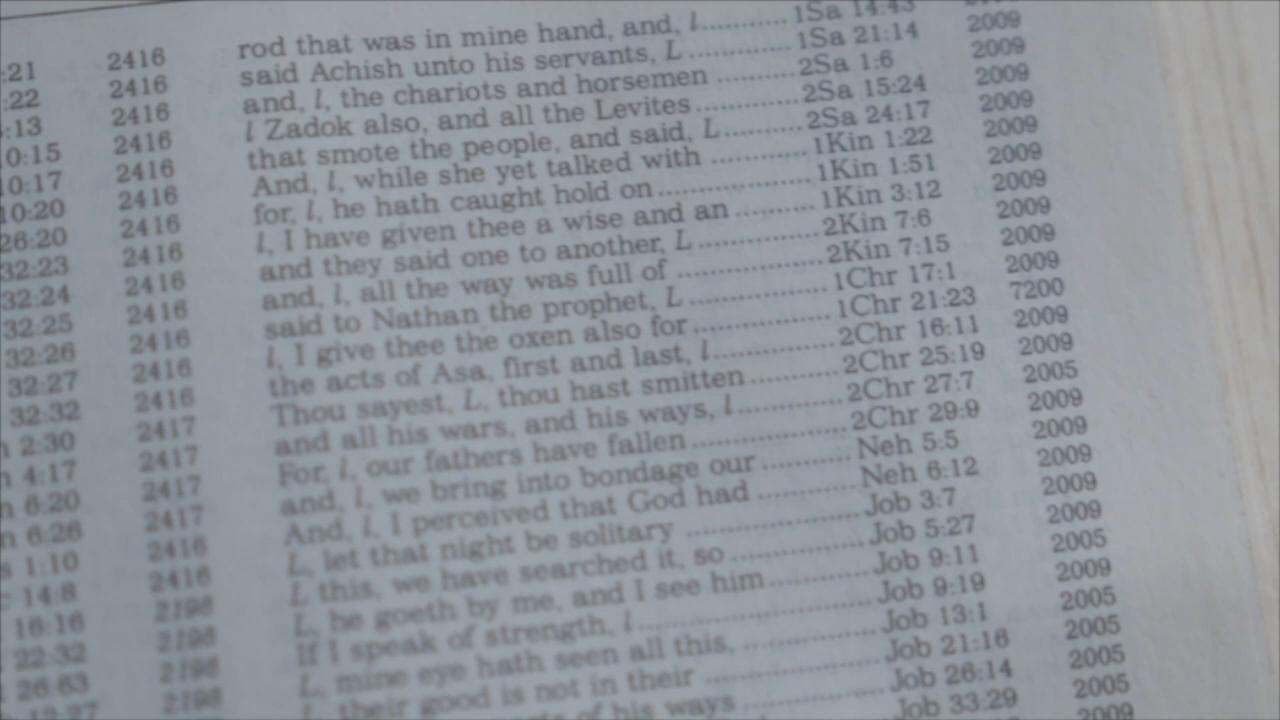 :21 2416 rod that was in mine hand, and, l........... 1Sa 14:43
:22 2416 said Achish unto his servants, L ............ 1Sa 21:14 2009
:13 2416 and, l, the chariots and horsemen ............ 2Sa 1:6 2009
0:15 2416 l Zadok also, and all the Levites ............ 2Sa 15:24 2009
0:17 2416 that smote the people, and said, L .......... 2Sa 24:17 2009
10:20 2416 And, l, while she yet talked with ............ 1Kin 1:22 2009
26:20 2416 for, l, he hath caught hold on .................. 1Kin 1:51 2009
32:23 2416 l, I have given thee a wise and an .......... 1Kin 3:12 2009
32:24 2416 and they said one to another, L .............. 2Kin 7:6 2009
32:25 2416 and, l, all the way was full of ................. 2Kin 7:15 2009
32:26 2416 said to Nathan the prophet, L ................ 1Chr 17:1 2009
32:27 2416 l, I give thee the oxen also for ................ 1Chr 21:23 7200
32:32 2416 the acts of Asa, first and last, l.............. 2Chr 16:11 2009
2:30 2417 Thou sayest, L, thou hast smitten ........... 2Chr 25:19 2009
4:17 2417 and all his wars, and his ways, l ............. 2Chr 27:7 2005
6:20 2417 For, l, our fathers have fallen ................. 2Chr 29:9 2009
6:26 2417 and, l, we bring into bondage our ........... Neh 5:5 2009
1:10 2416 And, l, I perceived that God had ............ Neh 6:12 2009
14:8 2416 L, let that night be solitary .................... Job 3:7 2009
16:16 2198 L this, we have searched it, so ................ Job 5:27 2009
22:32 2198 L, he goeth by me, and I see him ............ Job 9:11 2005
26:63 2198 If I speak of strength, l ........................... Job 9:19 2009
2198 L, mine eye hath seen all this, ................ Job 13:1 2005
L, their good is not in their ..................... Job 21:16 2005
of his ways ................ Job 26:14 2005
Job 33:29 2005
2009